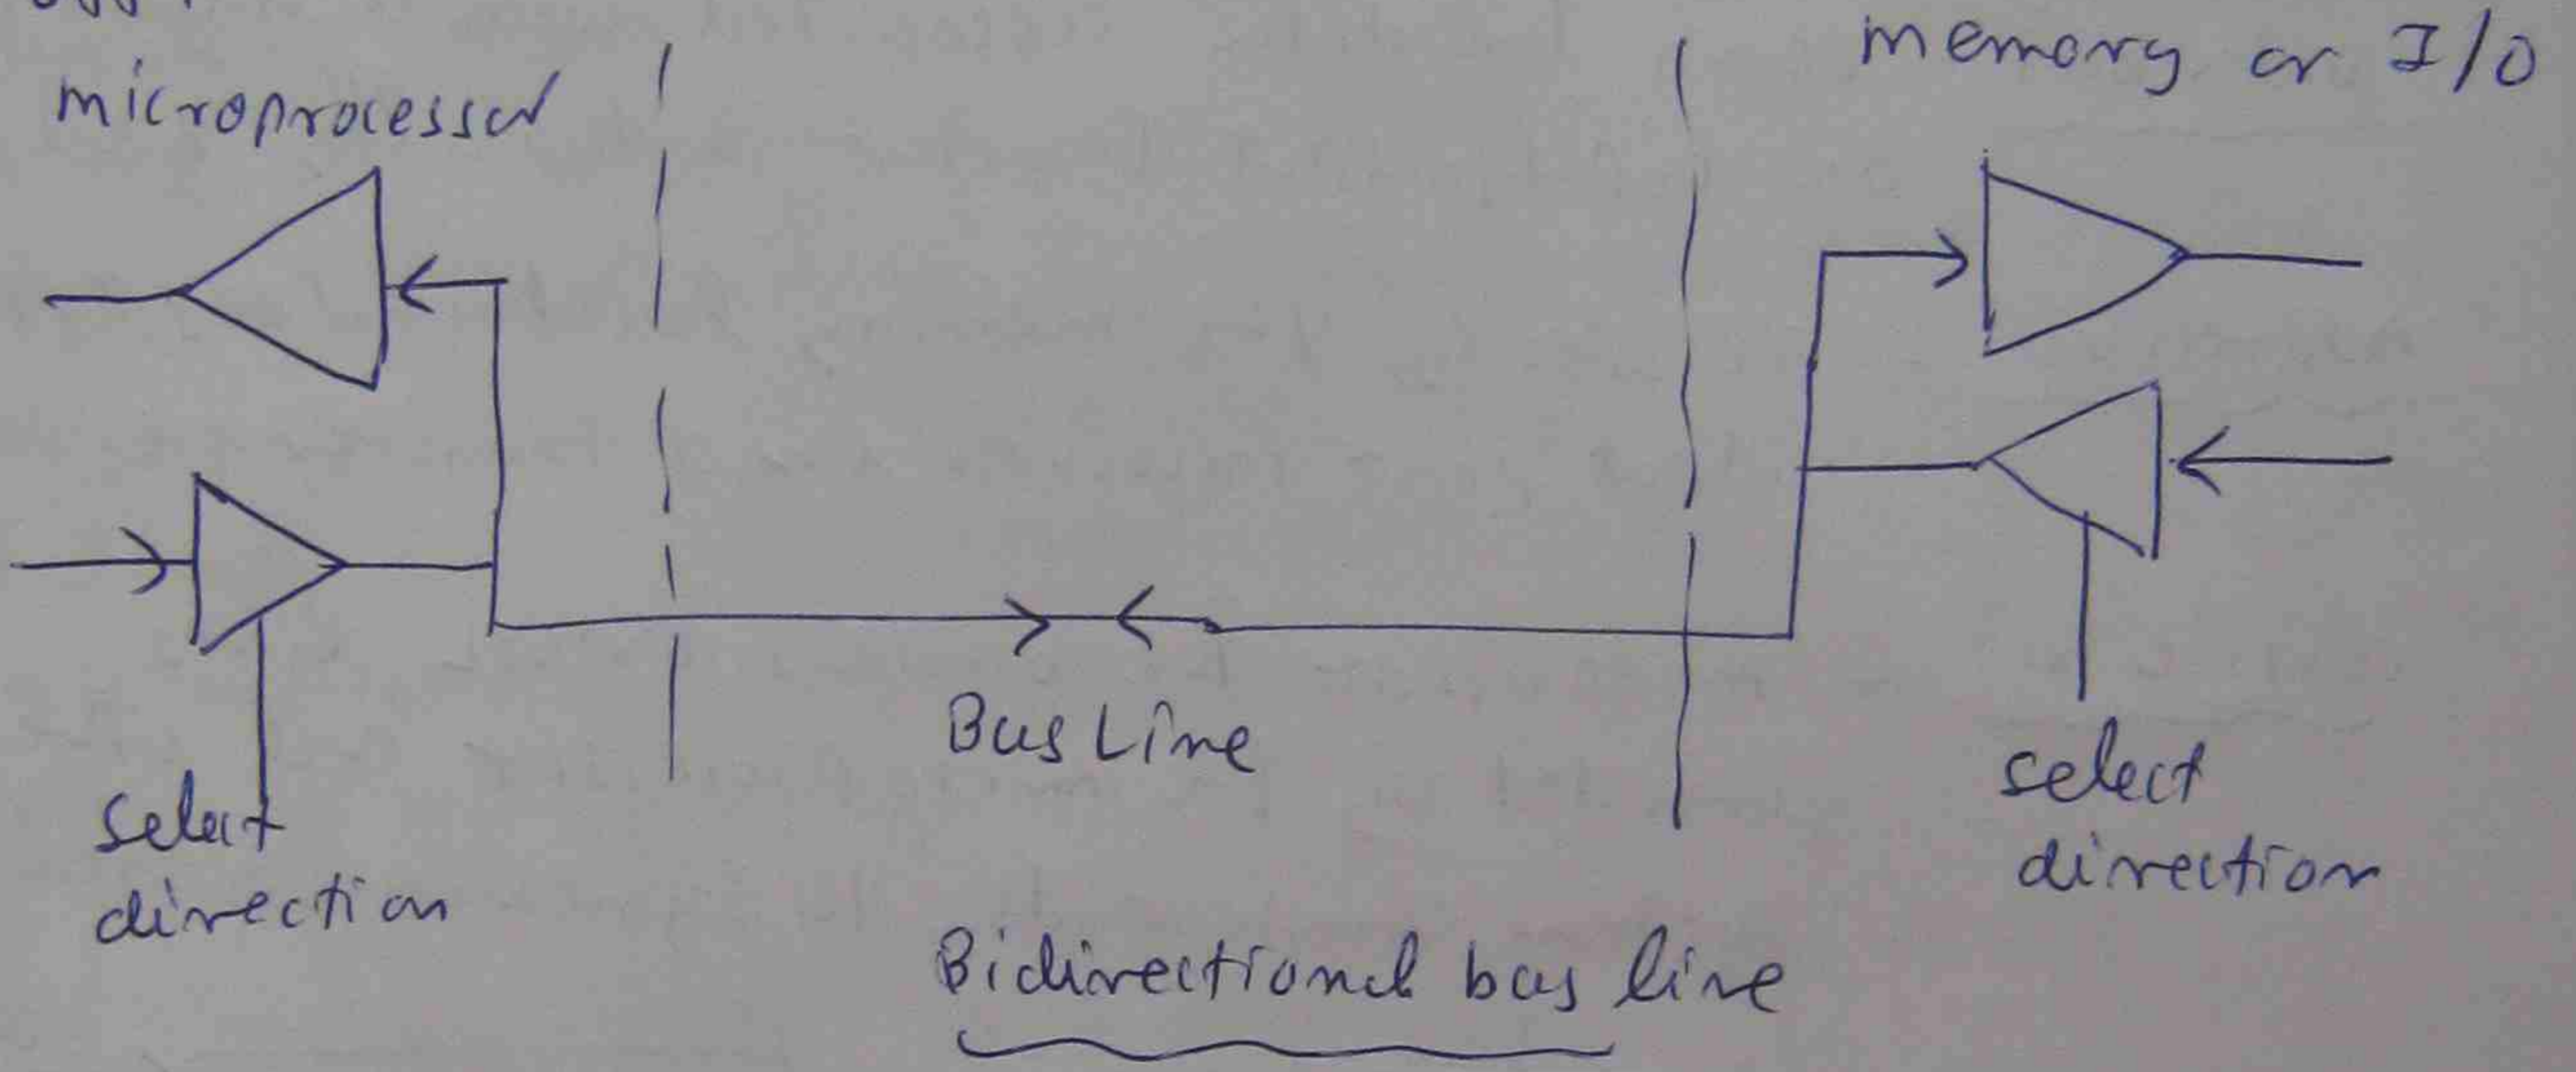 microprocessor
memory or I/O
Bus Line
select
direction
select
direction
Bidirectional bus line